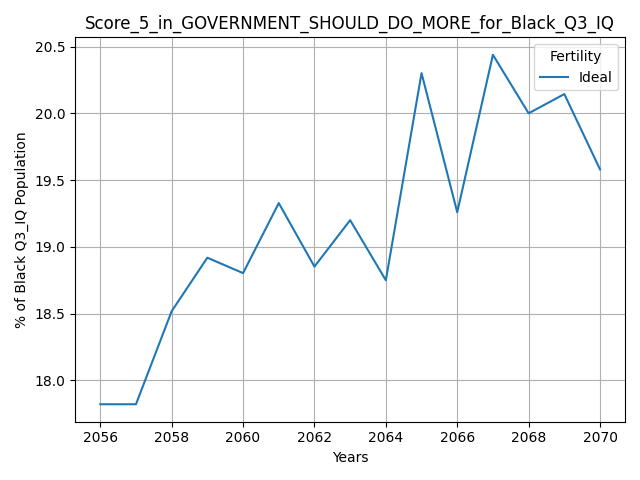 Score_5_in_GOVERNMENT_SHOULD_DO_MORE_for_Black_Q3_IQ
20.5
20.0
19.5
19.0
18.5
18.0
% of Black Q3_IQ Population
Fertility
Ideal
2056 2058 2060 2062 2064 2066 2068 2070
Years